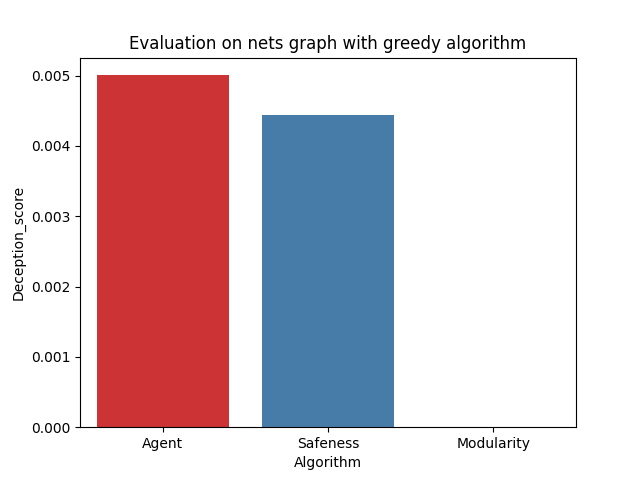 Evaluation on nets graph with greedy algorithm
0.005
0.004
0.003
0.002
0.001
0.000
Deception_score
Agent
Safeness
Modularity
Algorithm